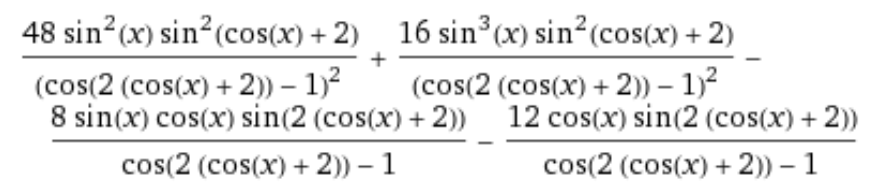 48 sin²(x) sin²(cos(x) + 2) / (cos(2 (cos(x) + 2)) – 1)² + 16 sin³(x) sin²(cos(x) + 2) / (cos(2 (cos(x) + 2)) – 1)² –
8 sin(x) cos(x) sin(2 (cos(x) + 2)) / cos(2 (cos(x) + 2)) – 1 – 12 cos(x) sin(2 (cos(x) + 2)) / cos(2 (cos(x) + 2)) – 1